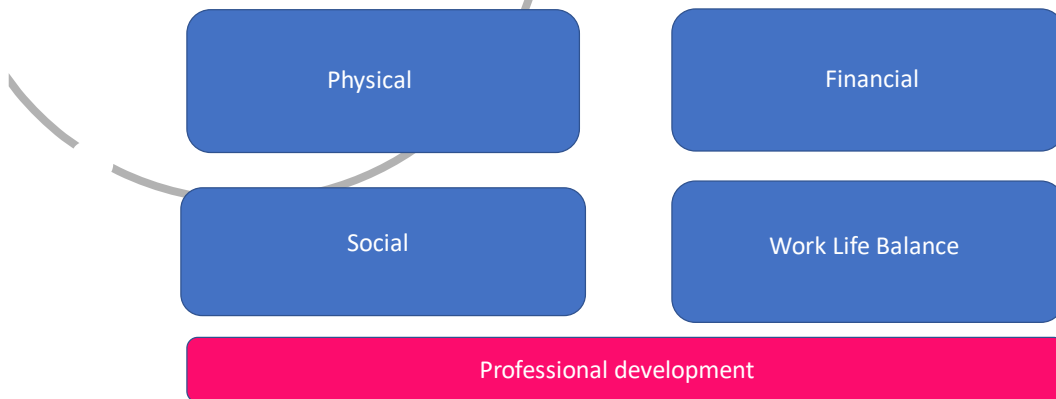 Physical
Financial
Social
Work Life Balance
Professional development